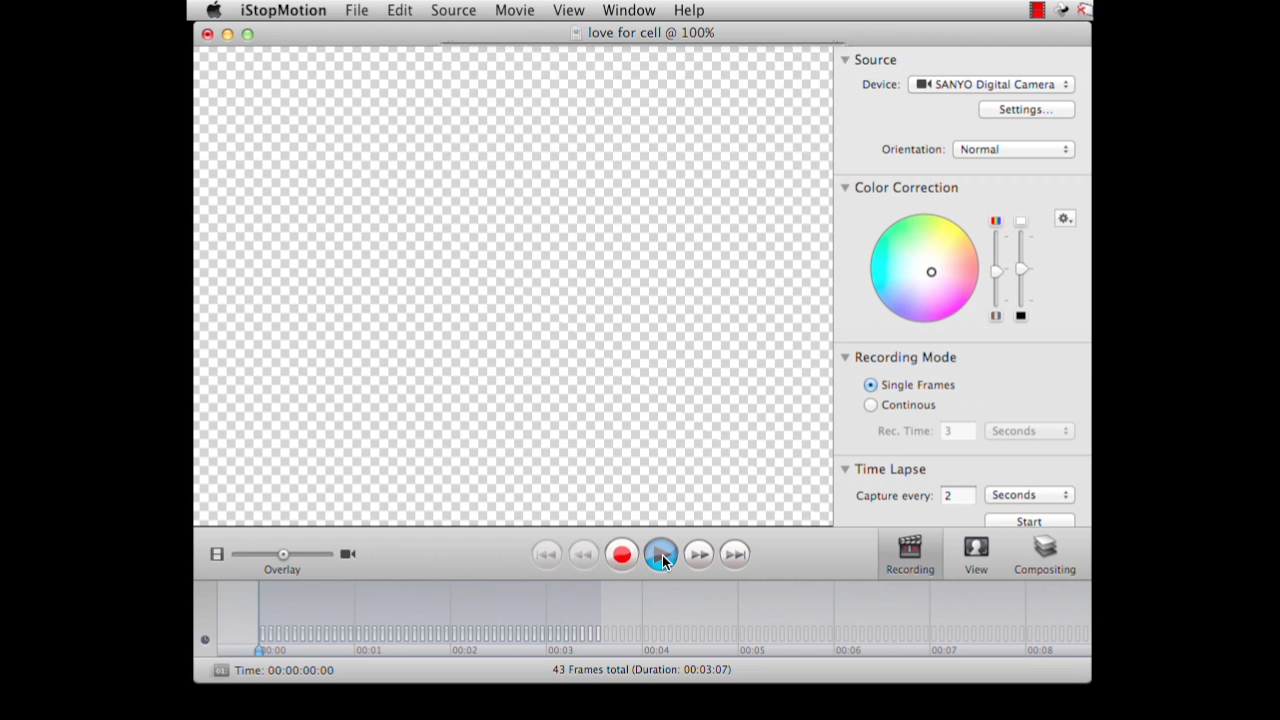 iStopMotion File Edit Source Movie View Window Help
love for cell @ 100%
Source
Device: SANYO Digital Camera
Settings...
Orientation: Normal
Color Correction
Recording Mode
Single Frames
Continous
Rec. Time: 3 Seconds
Time Lapse
Capture every: 2 Seconds
Start
Overlay
Recording View Compositing
00:00 00:01 00:02 00:03 00:04 00:05 00:06 00:07 00:08
Time: 00:00:00:00 43 Frames total (Duration: 00:03:07)